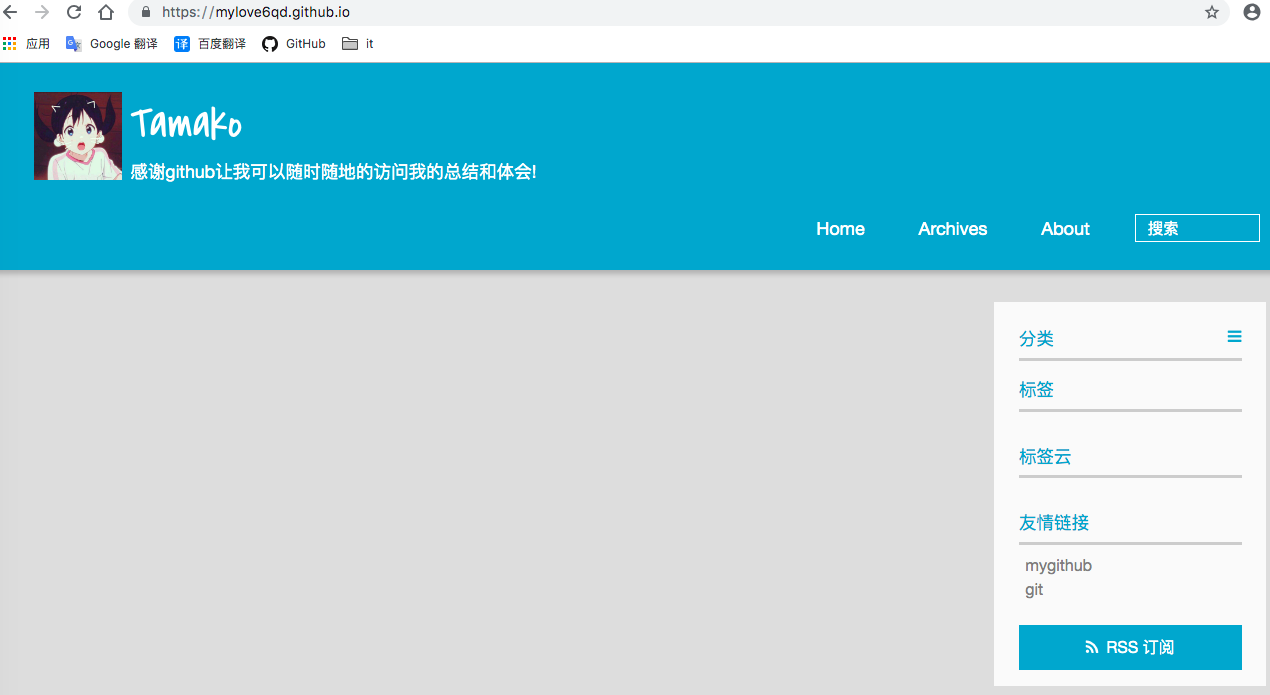 https://mylove6qd.github.io
应用 Google 翻译 译 百度翻译 GitHub it
Tamako
感谢github让我可以随时随地的访问我的总结和体会!
Home Archives About 搜索
分类
标签
标签云
友情链接
mygithub
git
RSS 订阅